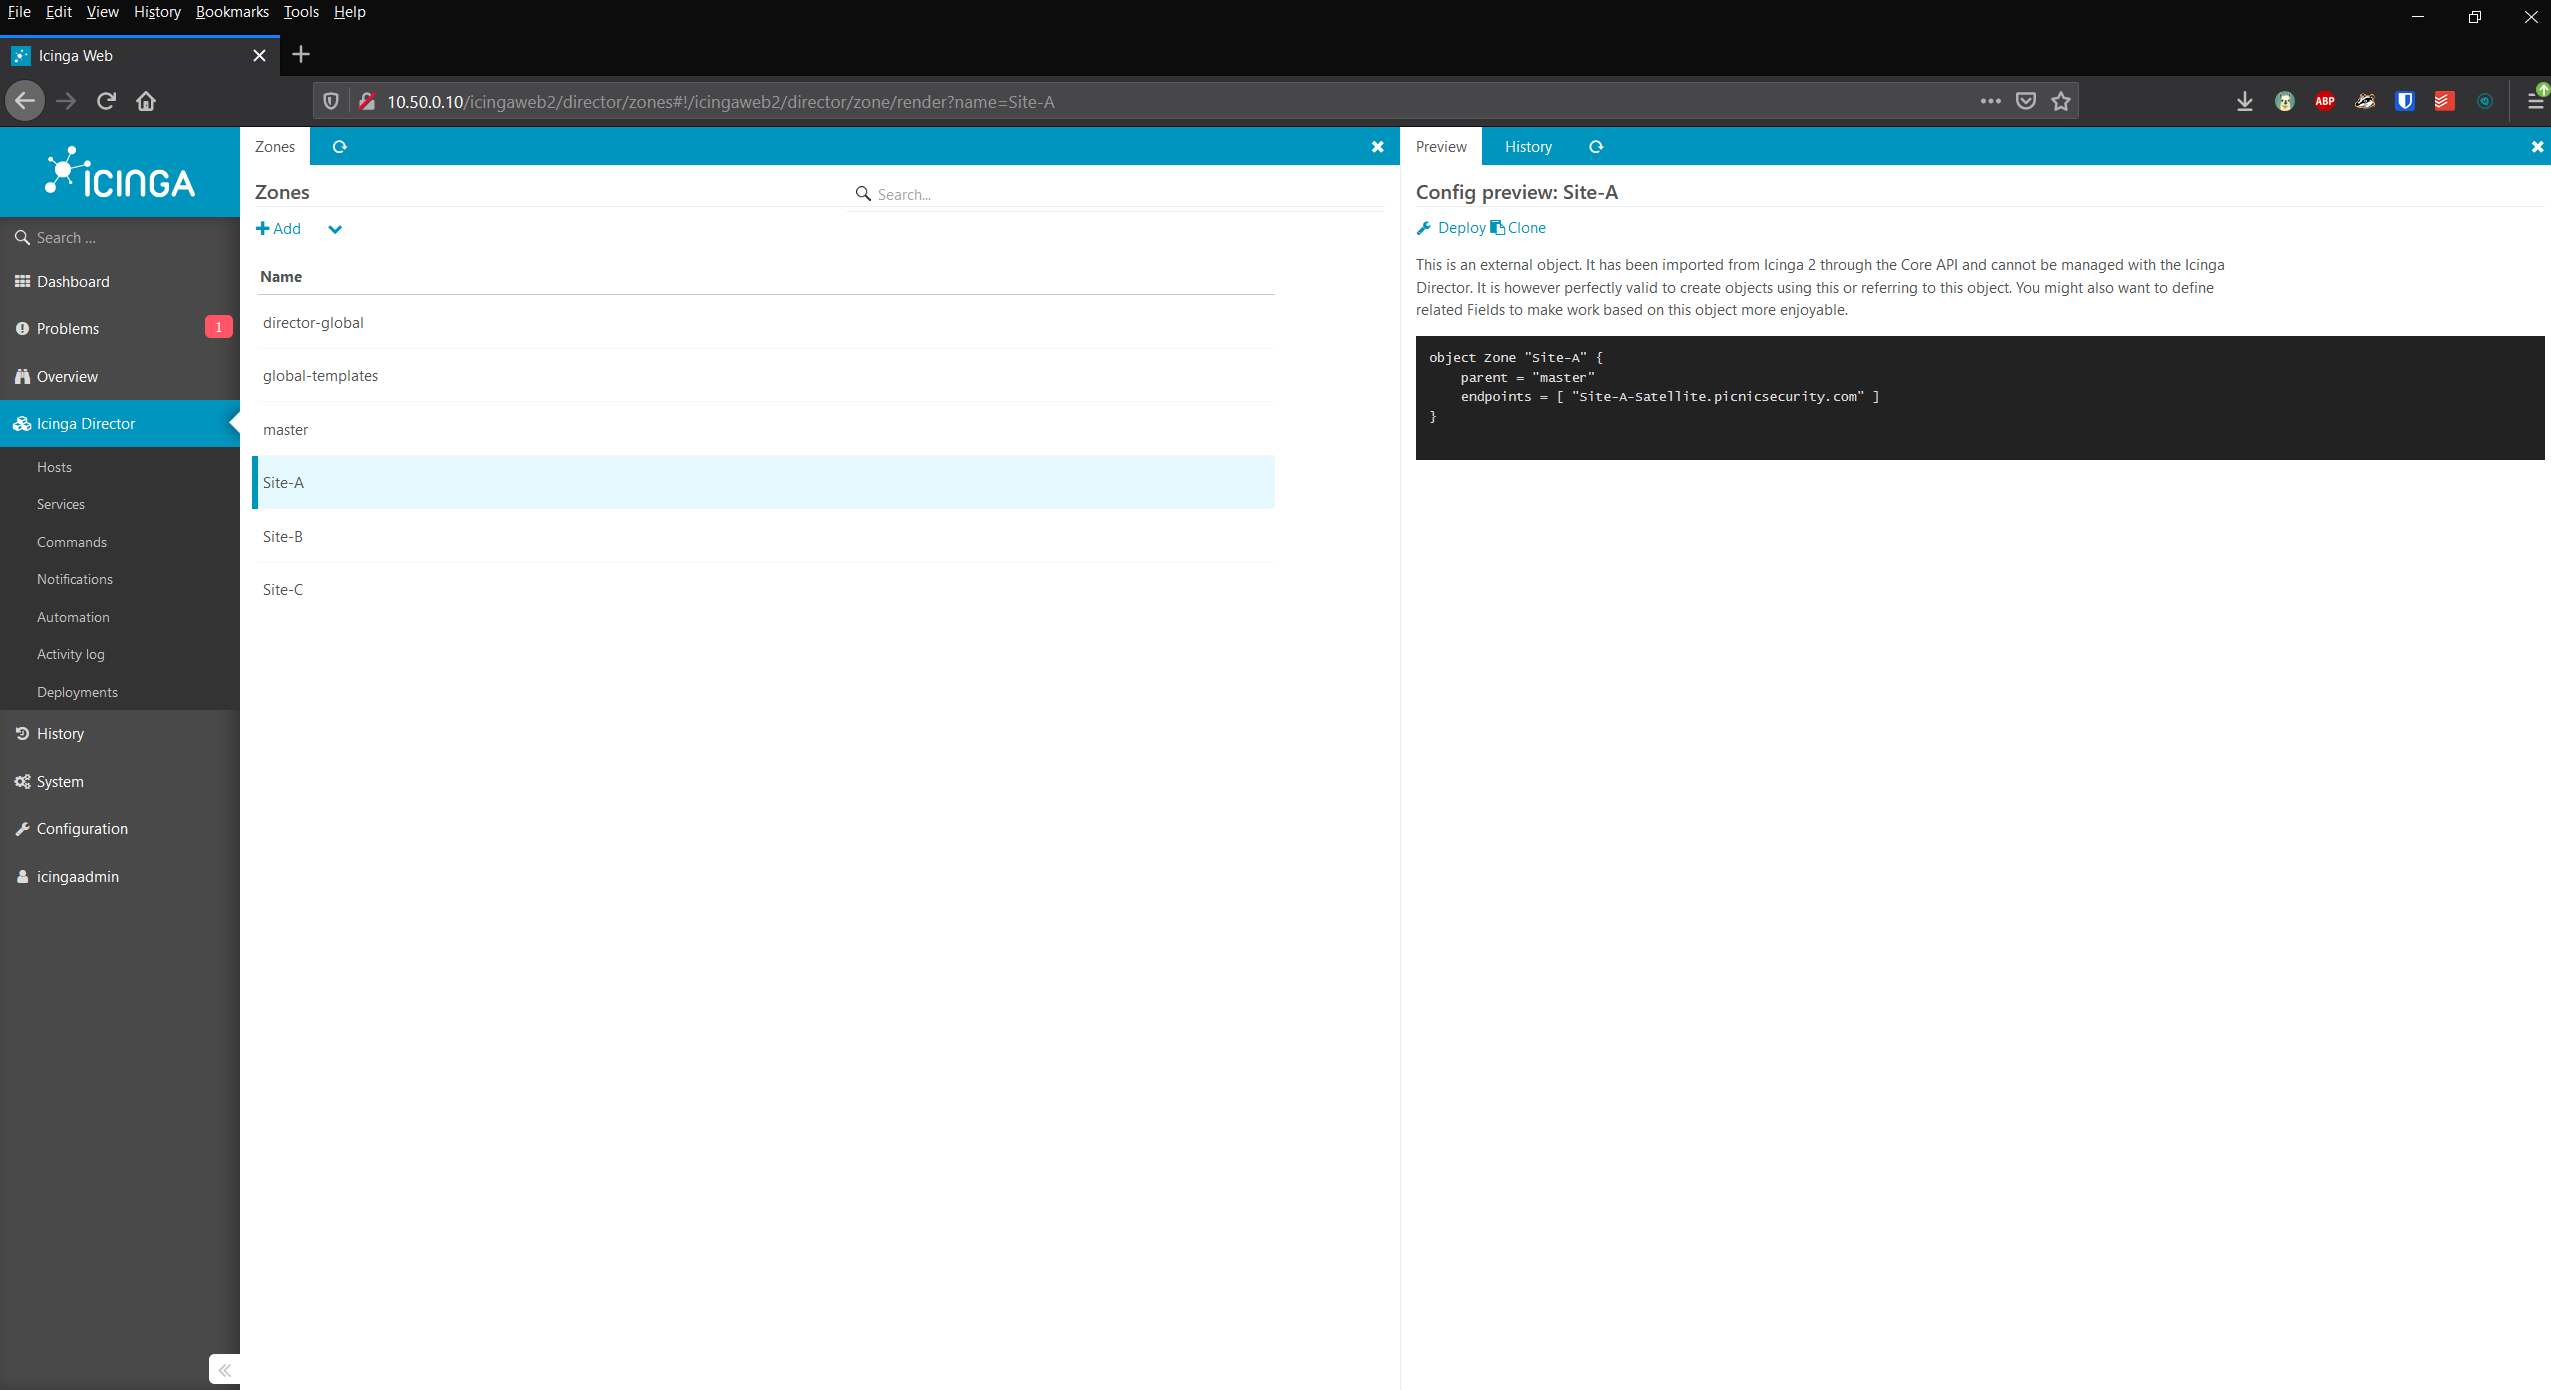 File Edit View History Bookmarks Tools Help
Icinga Web
10.50.0.10/icingaweb2/director/zones#!/icingaweb2/director/zone/render?name=Site-A
ABP
ICINGA
Search ...
Dashboard
Problems 1
Overview
Icinga Director
Hosts
Services
Commands
Notifications
Automation
Activity log
Deployments
History
System
Configuration
icingaadmin
Zones
Zones
Search...
Add
Name
director-global
global-templates
master
Site-A
Site-B
Site-C
Preview History
Config preview: Site-A
Deploy Clone
This is an external object. It has been imported from Icinga 2 through the Core API and cannot be managed with the Icinga
Director. It is however perfectly valid to create objects using this or referring to this object. You might also want to define
related Fields to make work based on this object more enjoyable.
object Zone "Site-A" {
    parent = "master"
    endpoints = [ "Site-A-Satellite.picnicsecurity.com" ]
}